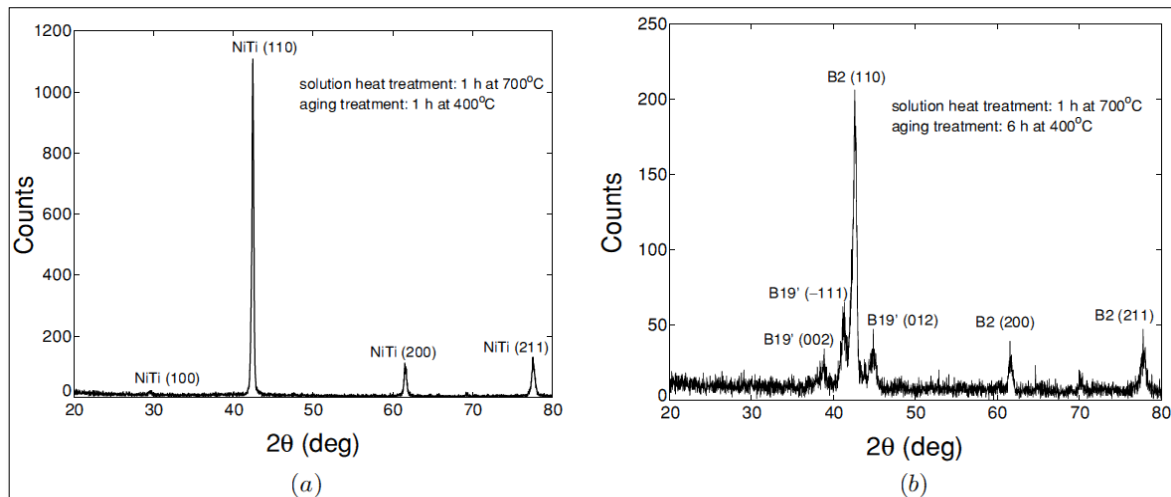 1200
1000
800
600
400
200
0
Counts
NiTi (110)
solution heat treatment: 1 h at 700°C
aging treatment: 1 h at 400°C
NiTi (100)
NiTi (200)
NiTi (211)
20 30 40 50 60 70 80
2θ (deg)
(a)
250
200
150
100
50
0
Counts
B2 (110)
solution heat treatment: 1 h at 700°C
aging treatment: 6 h at 400°C
B19' (−111)
B19' (002)
B19' (012)
B2 (200)
B2 (211)
20 30 40 50 60 70 80
2θ (deg)
(b)